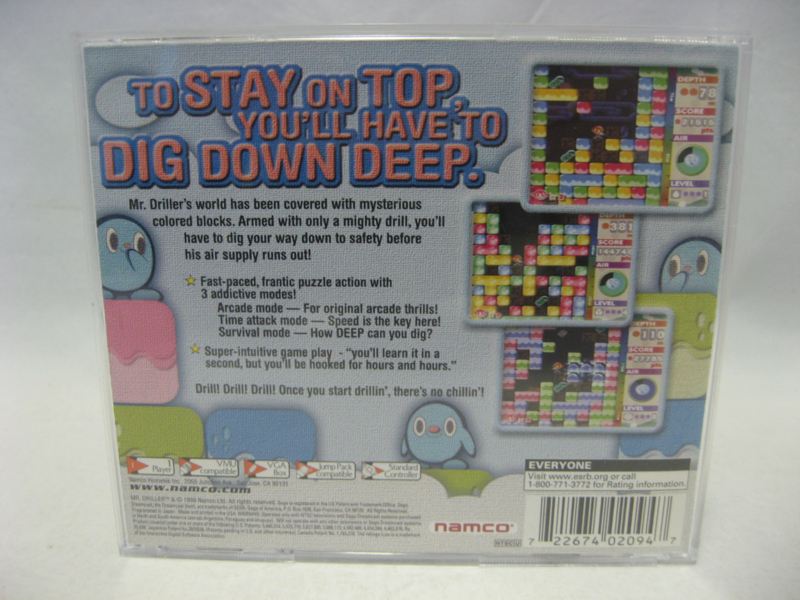 TO STAY ON TOP,
YOU'LL HAVE TO
DIG DOWN DEEP.
Mr. Driller's world has been covered with mysterious
colored blocks. Armed with only a mighty drill, you'll
have to dig your way down to safety before
his air supply runs out!
Fast-paced, frantic puzzle action with
3 addictive modes!
Arcade mode — For original arcade thrills!
Time attack mode — Speed is the key here!
Survival mode — How DEEP can you dig?
Super-intuitive game play - "you'll learn it in a
second, but you'll be hooked for hours and hours."
Drill! Drill! Drill! Once you start drillin', there's no chillin'!
DEPTH
78
SCORE
AIR
LEVEL
DEPTH
381
SCORE
AIR
LEVEL
DEPTH
110
SCORE
AIR
LEVEL
1
Player
VMU
compatible
VGA
Box
Jump Pack
compatible
Standard
Controller
Namco Hometek Inc.
www.namco.com
namco
NTSC/U
EVERYONE
Visit www.esrb.org or call
1-800-771-3772 for Rating information.
7 22674 02094 7